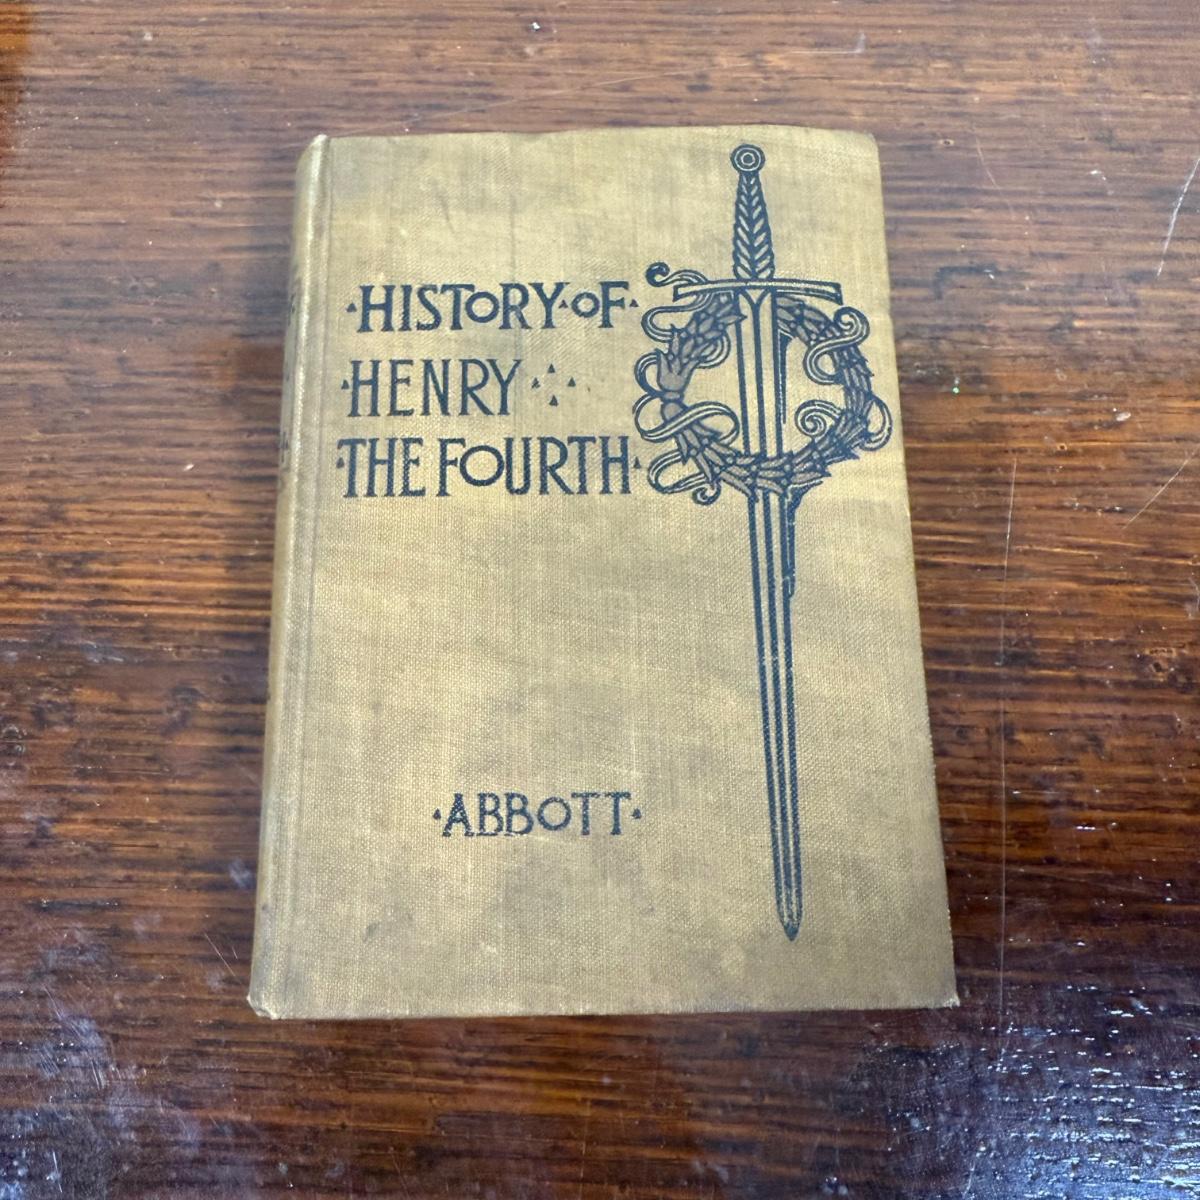 ·HISTORY·OF·
·HENRY
·THE FOURTH·
·ABBOTT·